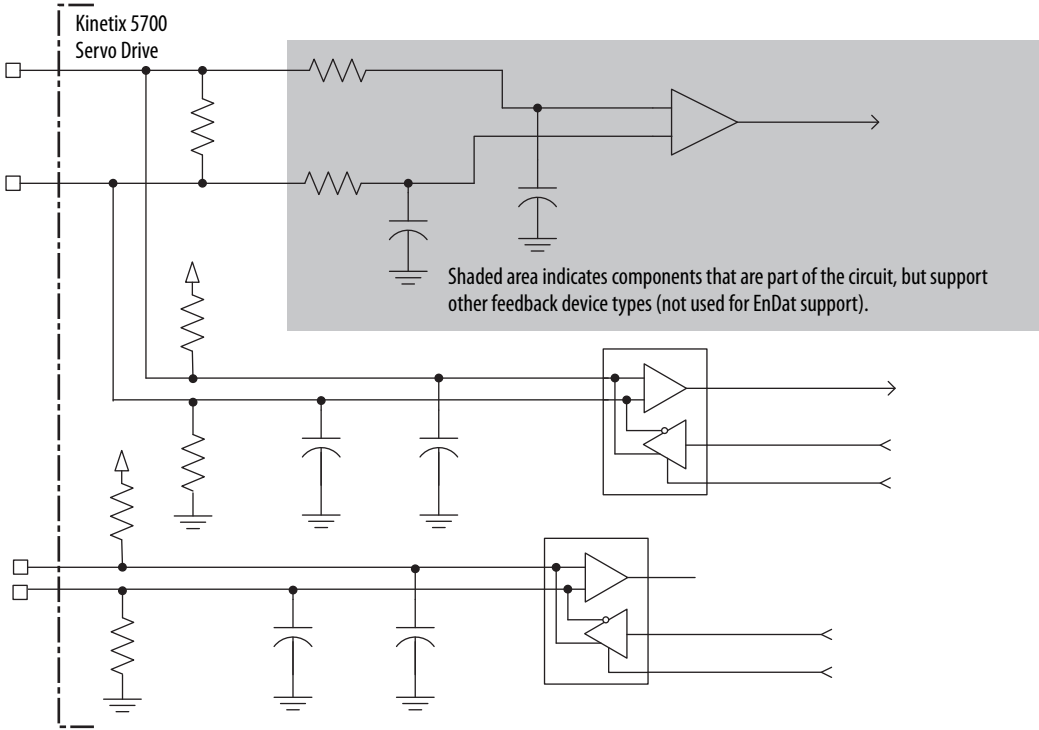 Kinetix 5700
Servo Drive
Shaded area indicates components that are part of the circuit, but support
other feedback device types (not used for EnDat support).